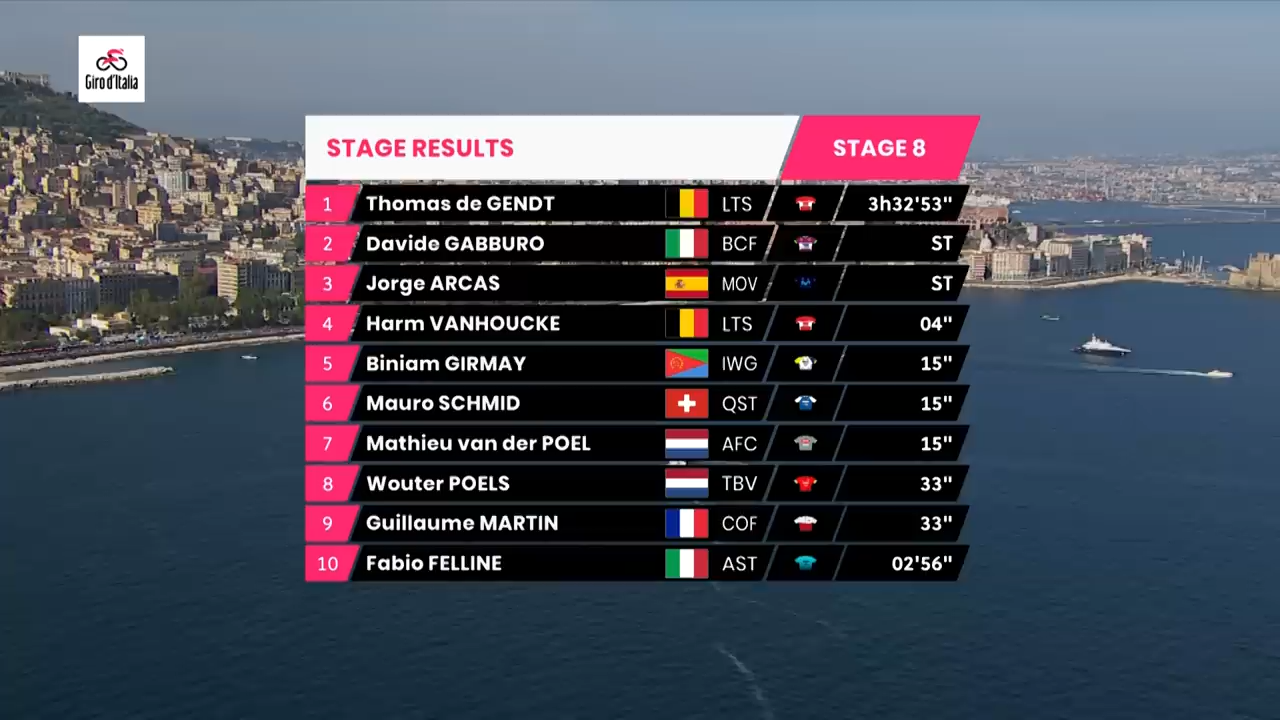 Giro d'Italia
STAGE RESULTS STAGE 8
1 Thomas de GENDT LTS 3h32'53"
2 Davide GABBURO BCF ST
3 Jorge ARCAS MOV ST
4 Harm VANHOUCKE LTS 04"
5 Biniam GIRMAY IWG 15"
6 Mauro SCHMID QST 15"
7 Mathieu van der POEL AFC 15"
8 Wouter POELS TBV 33"
9 Guillaume MARTIN COF 33"
10 Fabio FELLINE AST 02'56"